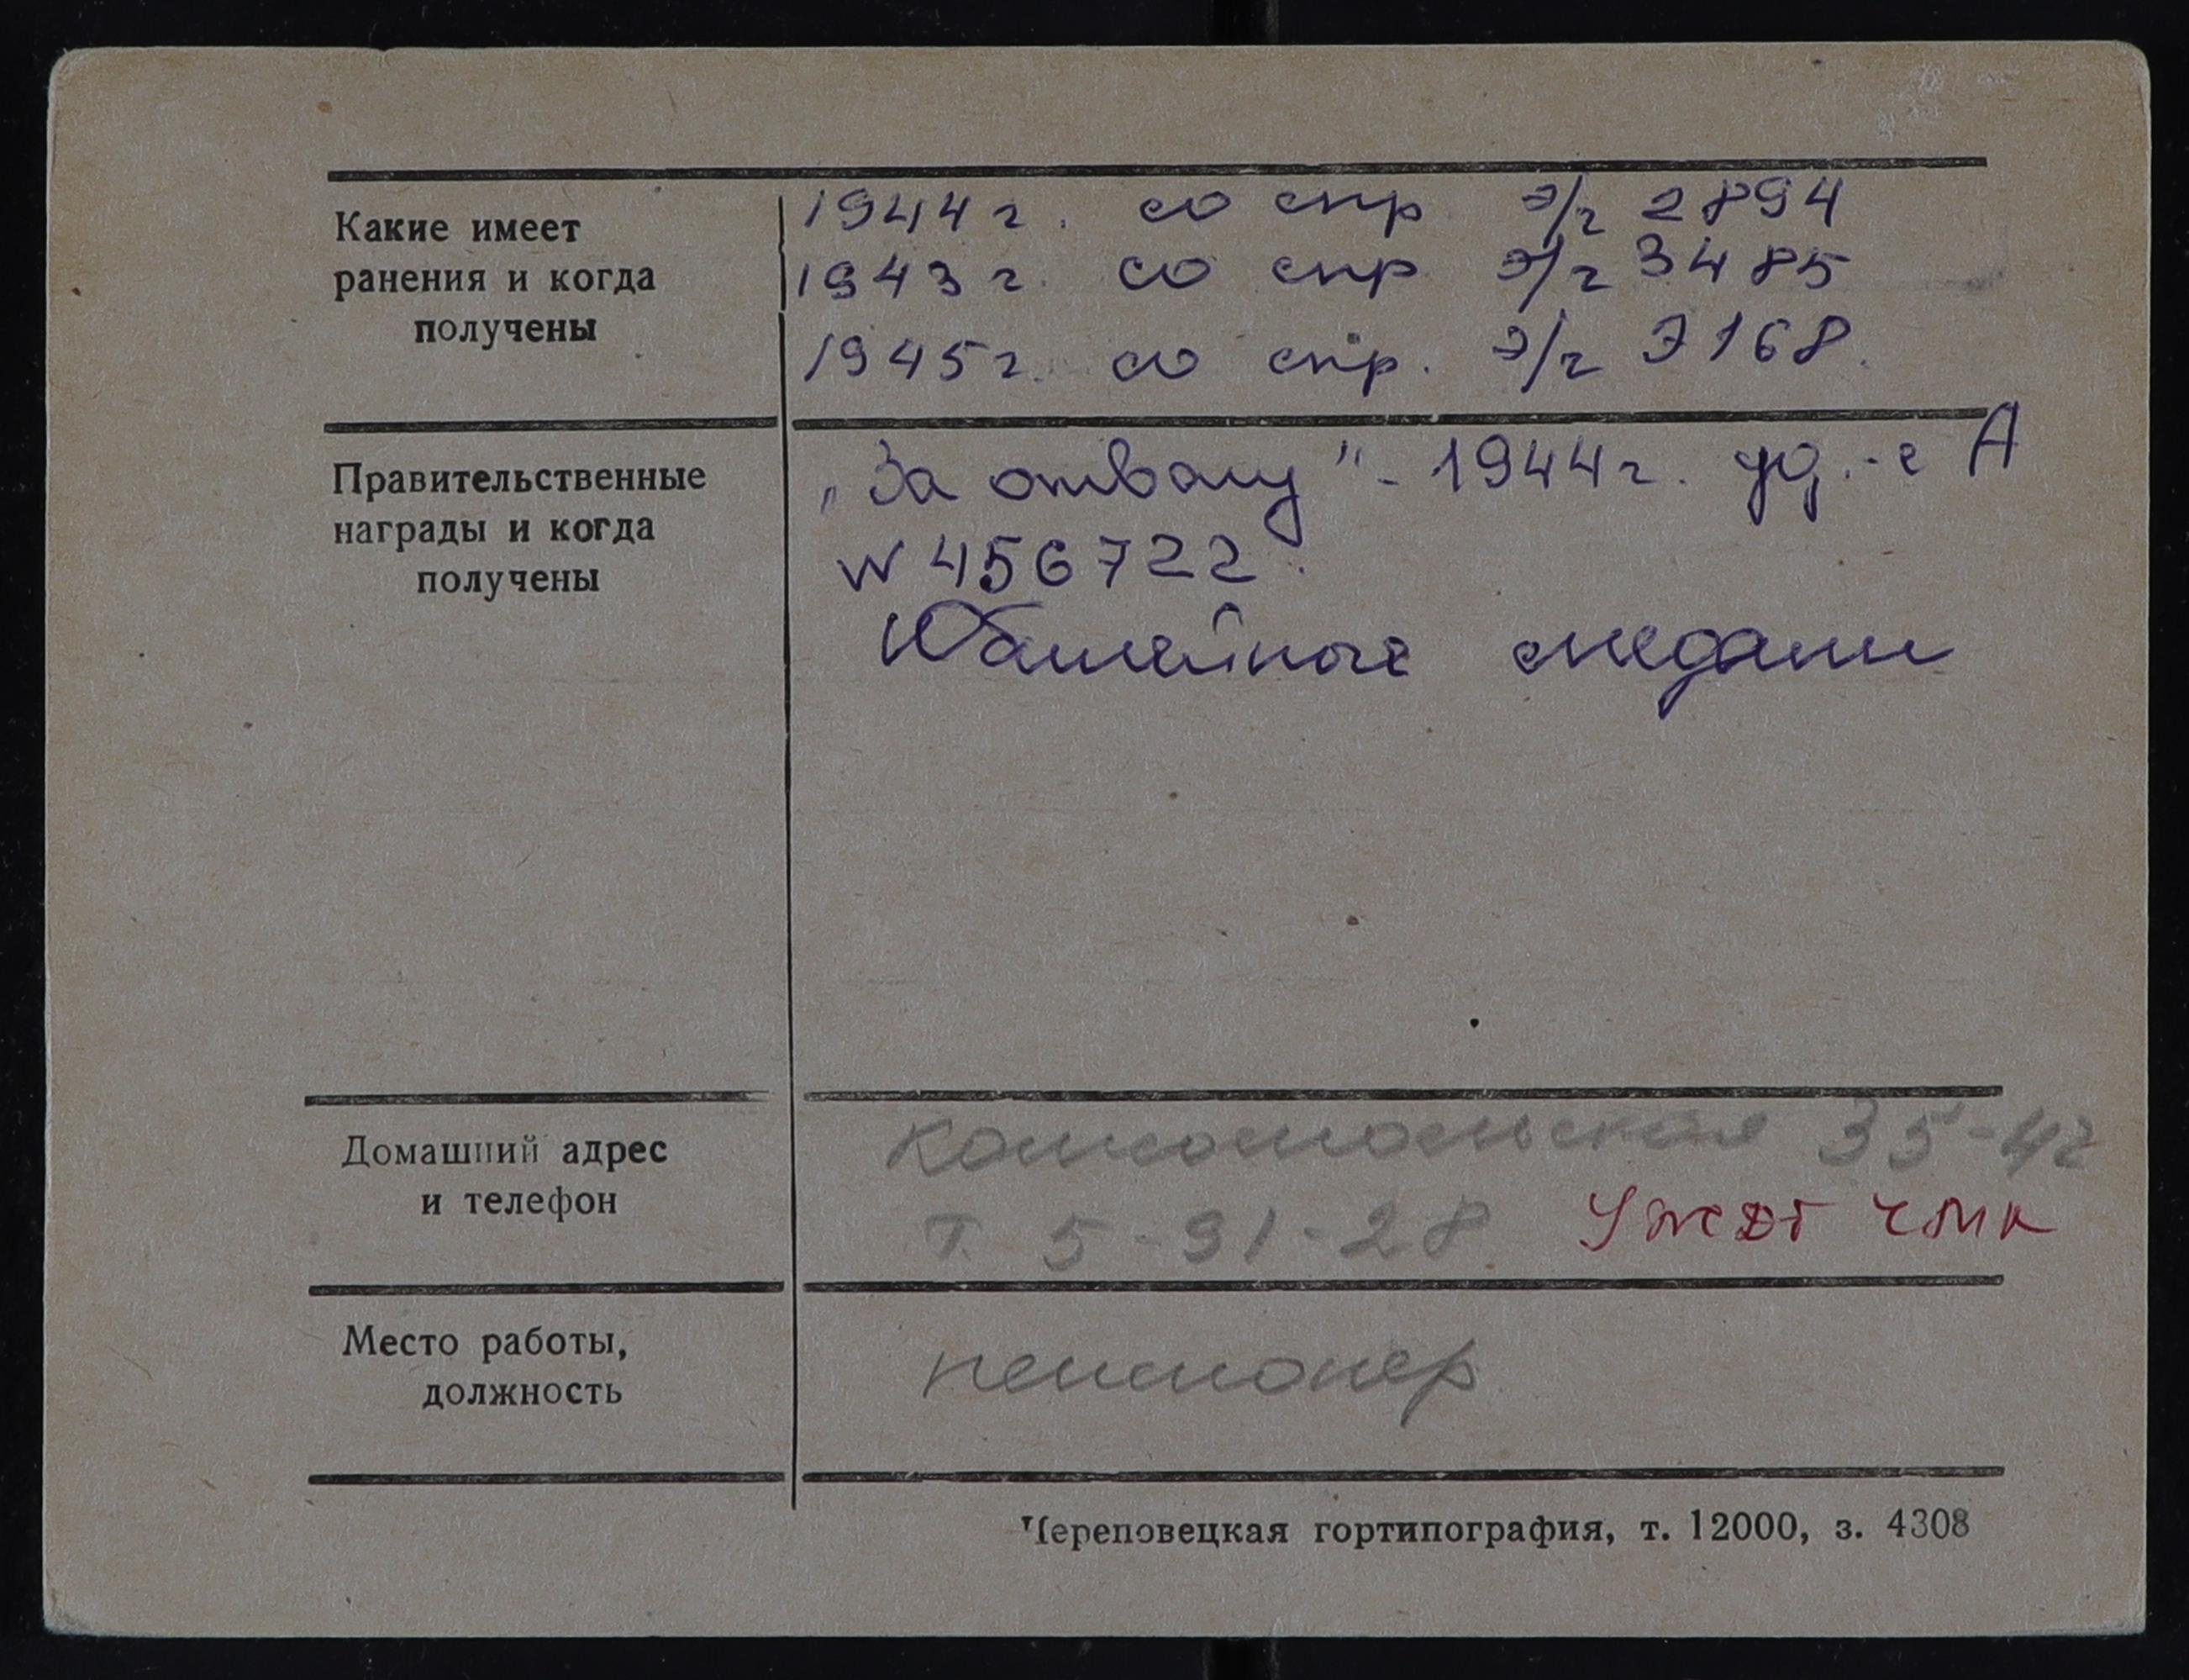 Какие имеет
ранения и когда
получены
1944 г. со спр э/г 2894
1943 г. со спр э/г 3485
1945 г. со спр. э/г 3168.
Правительственные
награды и когда
получены
„За отвагу" - 1944 г. уд.-е А
N 456722.
Юбилейные медали
Домашний адрес
и телефон
Комсомольская 35-42
т. 5-91-28 УЖДТ ЧМК
Место работы,
должность
пенсионер
Череповецкая гортипография, т. 12000, з. 4308